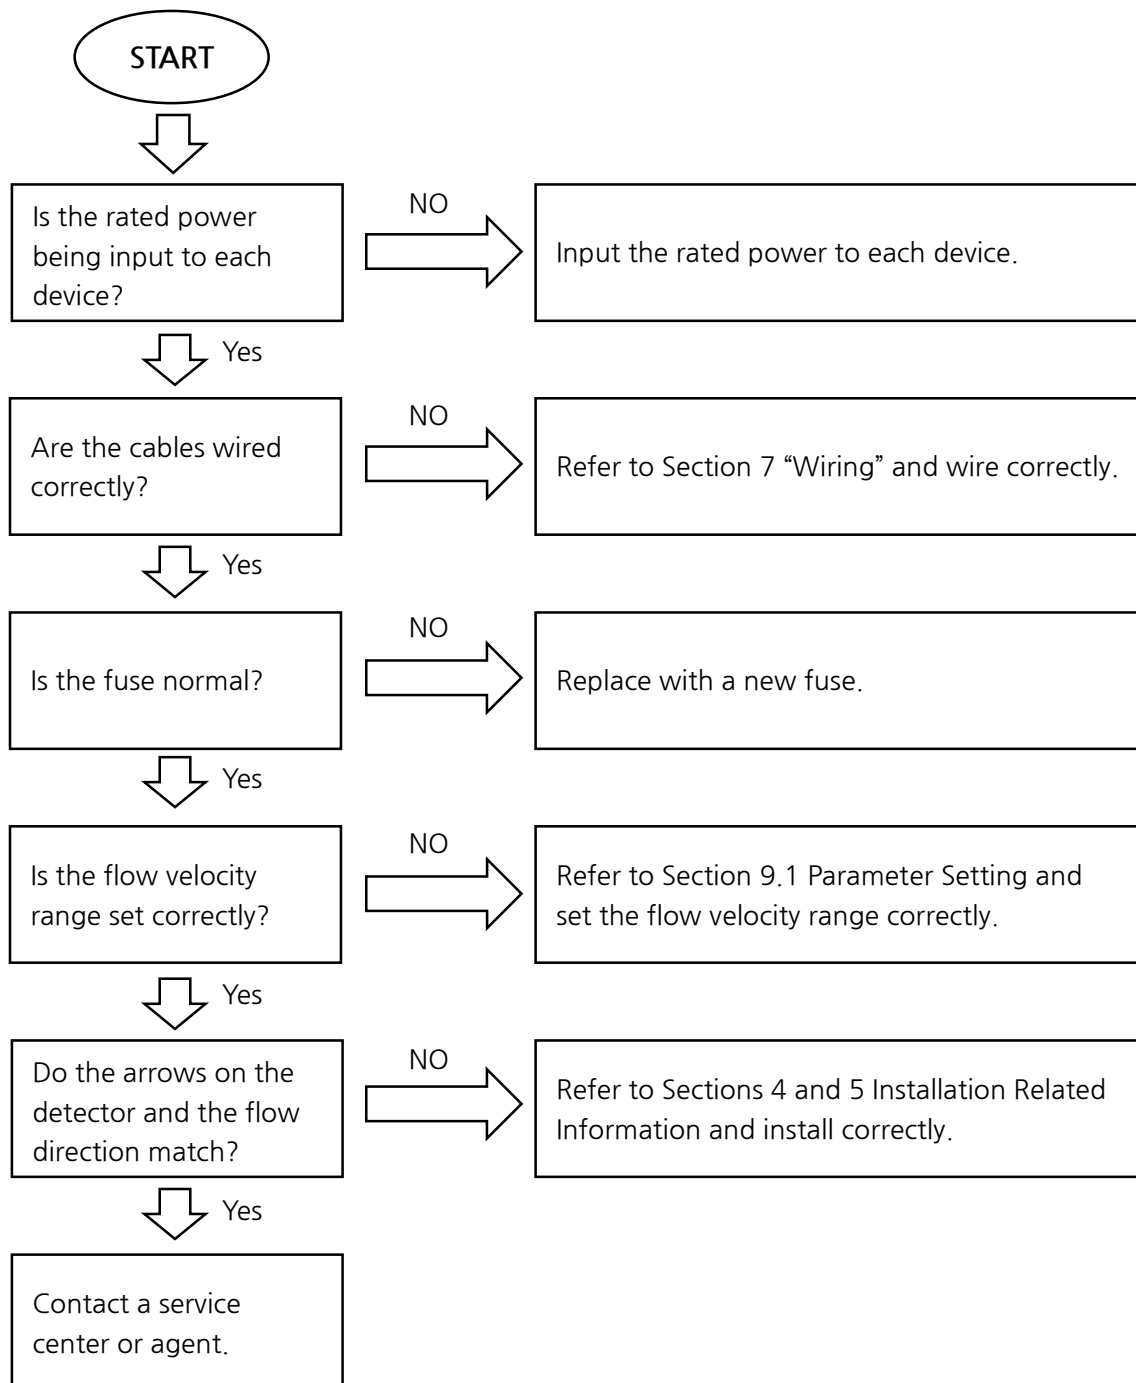 START
Is the rated power
being input to each
device?
NO
Input the rated power to each device.
Yes
Are the cables wired
correctly?
NO
Refer to Section 7 “Wiring” and wire correctly.
Yes
Is the fuse normal?
NO
Replace with a new fuse.
Yes
Is the flow velocity
range set correctly?
NO
Refer to Section 9.1 Parameter Setting and
set the flow velocity range correctly.
Yes
Do the arrows on the
detector and the flow
direction match?
NO
Refer to Sections 4 and 5 Installation Related
Information and install correctly.
Yes
Contact a service
center or agent.